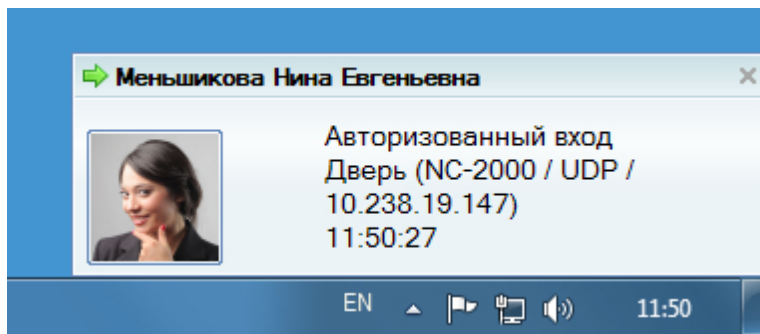 Меньшикова Нина Евгеньевна
Авторизованный вход
Дверь (NC-2000 / UDP /
10.238.19.147)
11:50:27
EN
11:50